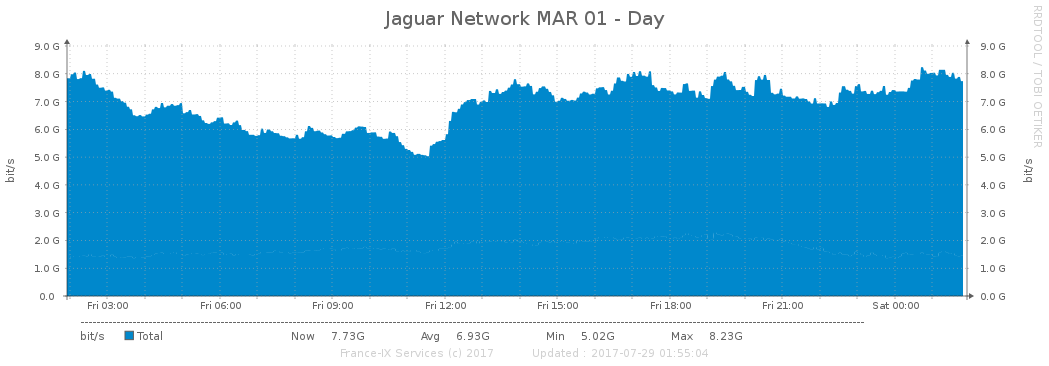 Jaguar Network MAR 01 - Day
RRDTOOL / TOBI OETIKER
bit/s
9.0 G 9.0 G
8.0 G 8.0 G
7.0 G 7.0 G
6.0 G 6.0 G
5.0 G 5.0 G
4.0 G 4.0 G
3.0 G 3.0 G
2.0 G 2.0 G
1.0 G 1.0 G
0.0 0.0 G
bit/s
Fri 03:00 Fri 06:00 Fri 09:00 Fri 12:00 Fri 15:00 Fri 18:00 Fri 21:00 Sat 00:00
bit/s Total Now 7.73G Avg 6.93G Min 5.02G Max 8.23G
France-IX Services (c) 2017 Updated : 2017-07-29 01:55:04